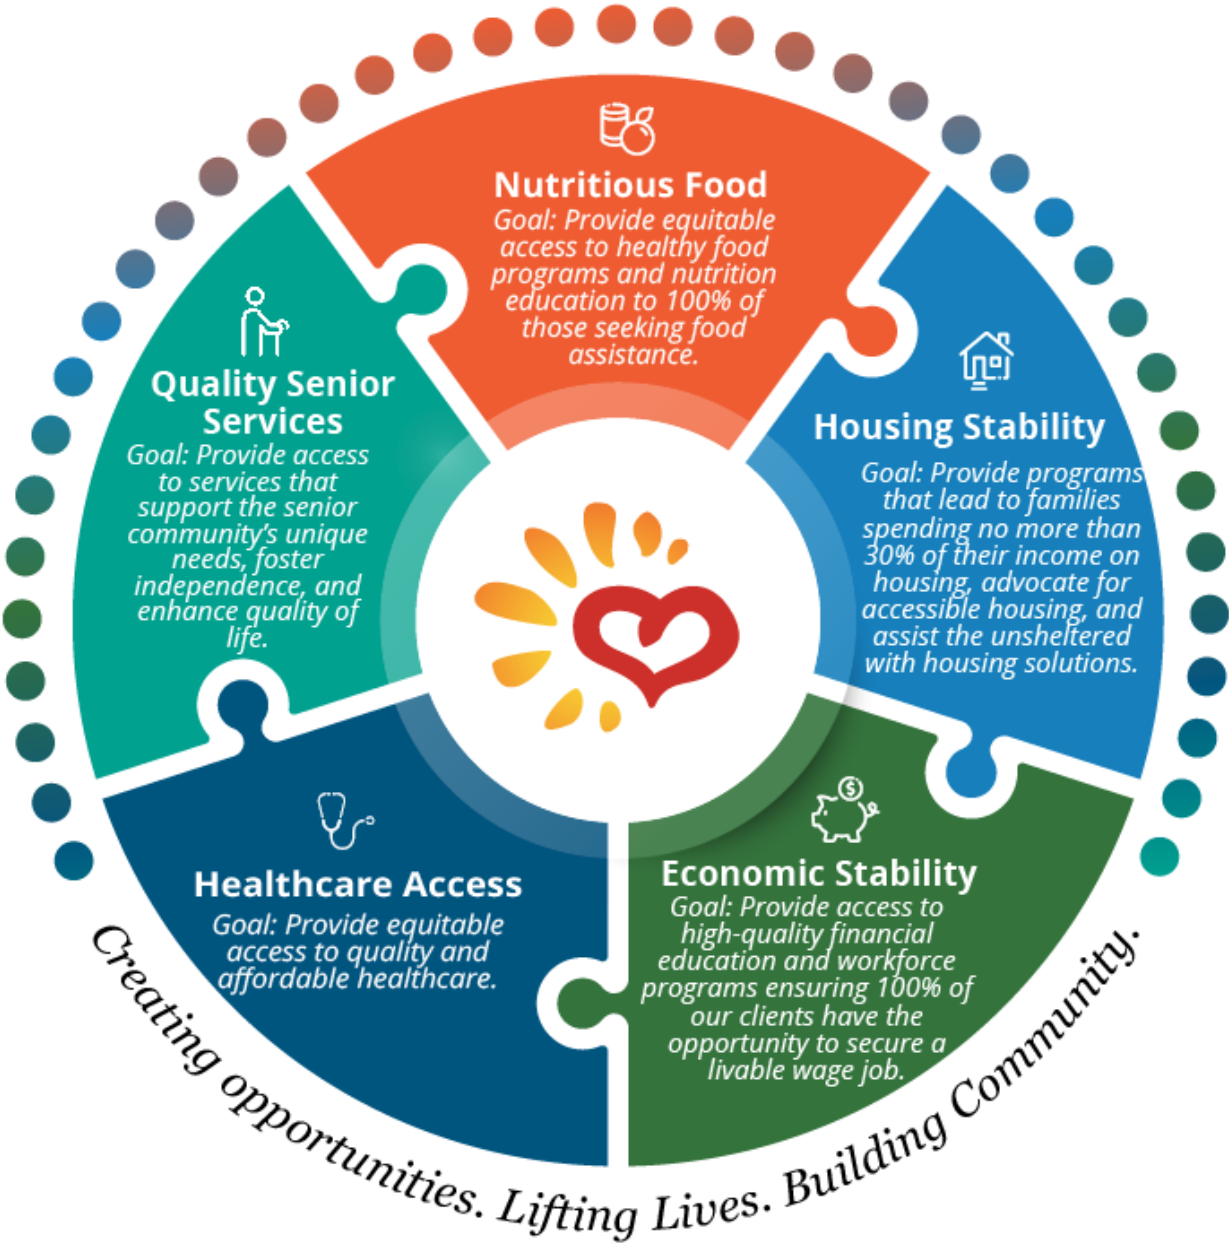 Nutritious Food
Goal: Provide equitable
access to healthy food
programs and nutrition
education to 100% of
those seeking food
assistance.
Housing Stability
Goal: Provide programs
that lead to families
spending no more than
30% of their income on
housing, advocate for
accessible housing, and
assist the unsheltered
with housing solutions.
Economic Stability
Goal: Provide access to
high-quality financial
education and workforce
programs ensuring 100% of
our clients have the
opportunity to secure a
livable wage job.
Healthcare Access
Goal: Provide equitable
access to quality and
affordable healthcare.
Quality Senior
Services
Goal: Provide access
to services that
support the senior
community's unique
needs, foster
independence, and
enhance quality of
life.
Creating opportunities. Lifting Lives. Building Community.